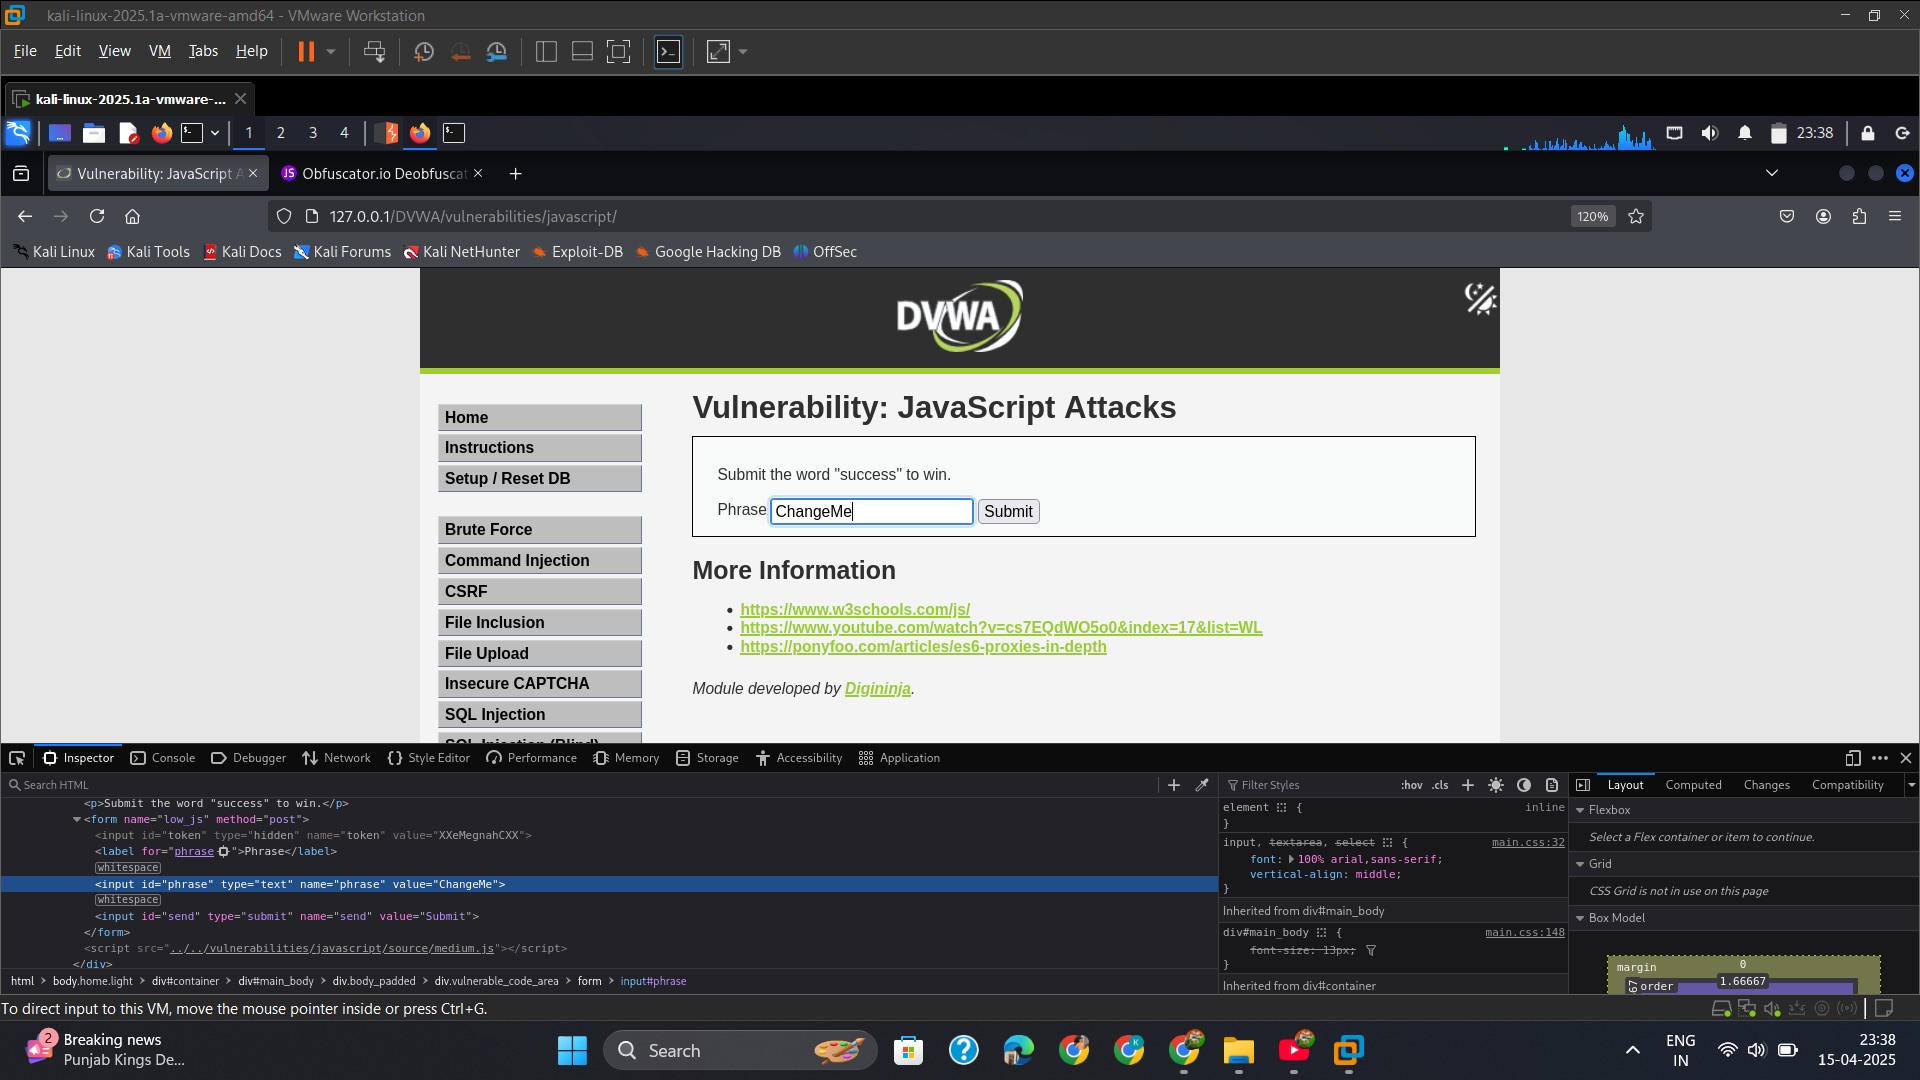 kali-linux-2025.1a-vmware-amd64 - VMware Workstation
File Edit View VM Tabs Help
kali-linux-2025.1a-vmware-...
1 2 3 4 23:38
Vulnerability: JavaScript A JS Obfuscator.io Deobfuscat
127.0.0.1/DVWA/vulnerabilities/javascript/ 120%
Kali Linux Kali Tools Kali Docs Kali Forums Kali NetHunter Exploit-DB Google Hacking DB OffSec
DVWA
Home
Instructions
Setup / Reset DB
Brute Force
Command Injection
CSRF
File Inclusion
File Upload
Insecure CAPTCHA
SQL Injection
SQL Injection (Blind)
Vulnerability: JavaScript Attacks
Submit the word "success" to win.
Phrase ChangeMe Submit
More Information
• https://www.w3schools.com/js/
• https://www.youtube.com/watch?v=cs7EQdWO5o0&index=17&list=WL
• https://ponyfoo.com/articles/es6-proxies-in-depth
Module developed by Digininja.
Inspector Console Debugger Network Style Editor Performance Memory Storage Accessibility Application
Search HTML
<p>Submit the word "success" to win.</p>
<form name="low_js" method="post">
<input id="token" type="hidden" name="token" value="XXeMegnahCXX">
<label for="phrase">Phrase</label>
whitespace
<input id="phrase" type="text" name="phrase" value="ChangeMe">
whitespace
<input id="send" type="submit" name="send" value="Submit">
</form>
<script src="../../vulnerabilities/javascript/source/medium.js"></script>
</div>
html > body.home.light > div#container > div#main_body > div.body_padded > div.vulnerable_code_area > form > input#phrase
Filter Styles :hov .cls
element { inline
}
input, textarea, select { main.css:32
font: 100% arial,sans-serif;
vertical-align: middle;
}
Inherited from div#main_body
div#main_body { main.css:148
font-size: 13px;
}
Inherited from div#container
Layout Computed Changes Compatibility
Flexbox
Select a Flex container or item to continue.
Grid
CSS Grid is not in use on this page
Box Model
margin 0
order 1.66667
67
To direct input to this VM, move the mouse pointer inside or press Ctrl+G.
2 Breaking news
Punjab Kings De...
Search
ENG
IN
23:38
15-04-2025